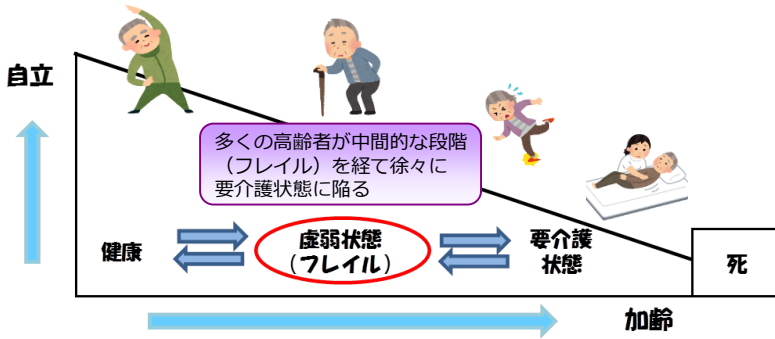 自立
多くの高齢者が中間的な段階
（フレイル）を経て徐々に
要介護状態に陥る
健康
虚弱状態
（フレイル）
要介護
状態
死
加齢